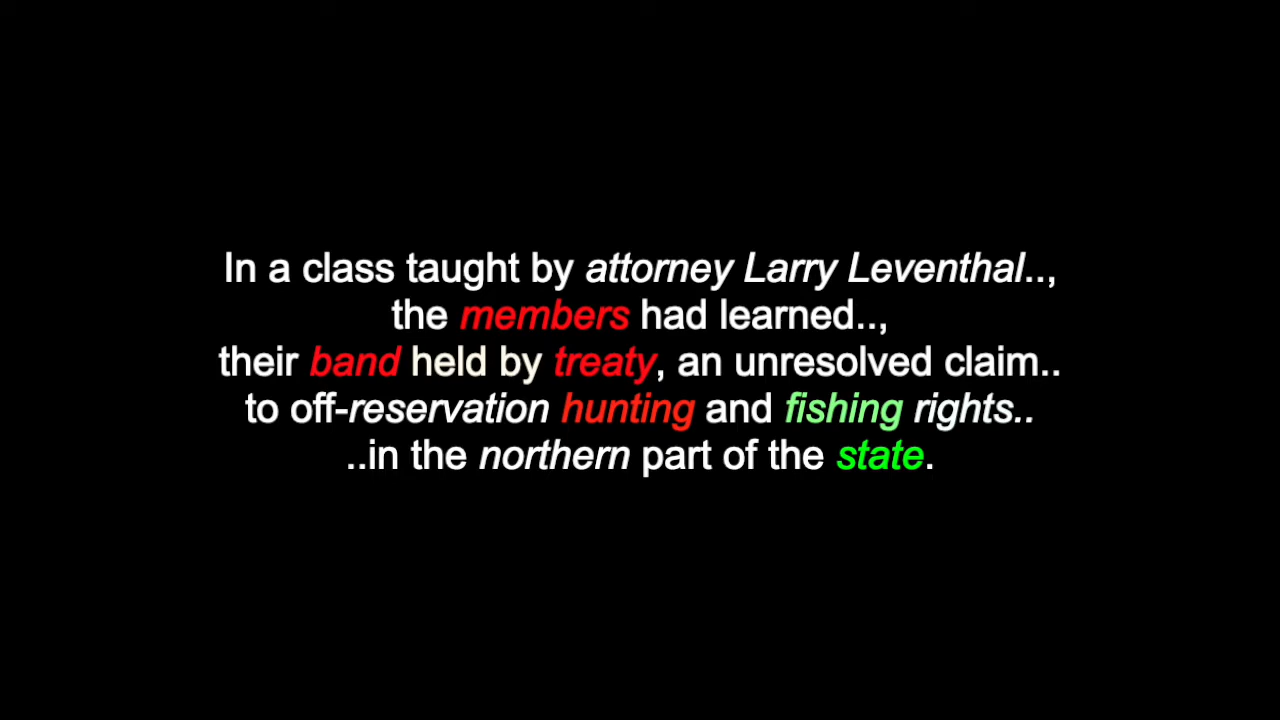 In a class taught by attorney Larry Leventhal..,
the members had learned..,
their band held by treaty, an unresolved claim..
to off-reservation hunting and fishing rights..
..in the northern part of the state.